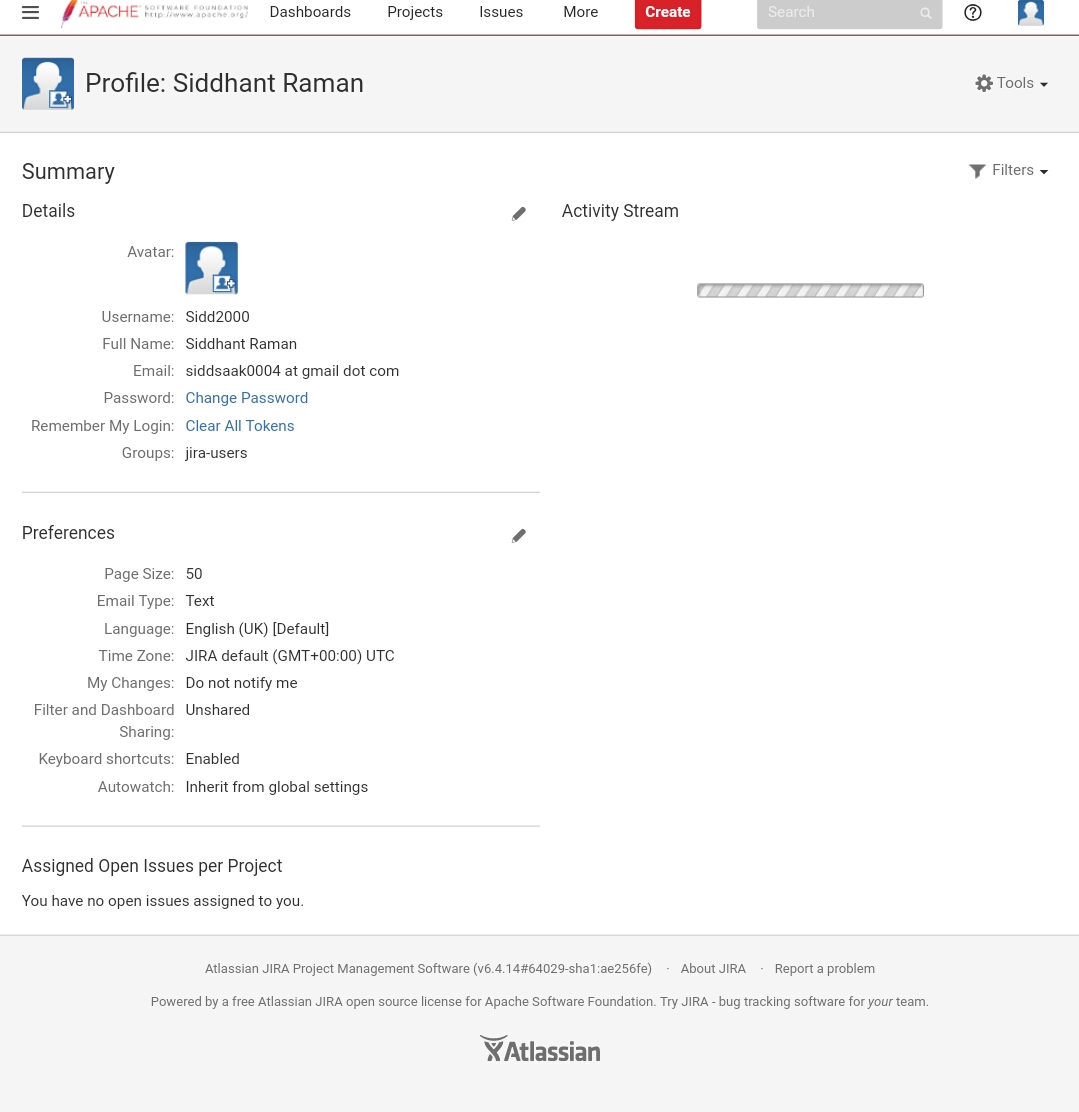 APACHE SOFTWARE FOUNDATION
http://www.apache.org/
Dashboards Projects Issues More Create Search
Profile: Siddhant Raman
Tools
Summary
Filters
Details
Activity Stream
Avatar:
Username: Sidd2000
Full Name: Siddhant Raman
Email: siddsaak0004 at gmail dot com
Password: Change Password
Remember My Login: Clear All Tokens
Groups: jira-users
Preferences
Page Size: 50
Email Type: Text
Language: English (UK) [Default]
Time Zone: JIRA default (GMT+00:00) UTC
My Changes: Do not notify me
Filter and Dashboard Unshared
Sharing:
Keyboard shortcuts: Enabled
Autowatch: Inherit from global settings
Assigned Open Issues per Project
You have no open issues assigned to you.
Atlassian JIRA Project Management Software (v6.4.14#64029-sha1:ae256fe) · About JIRA · Report a problem
Powered by a free Atlassian JIRA open source license for Apache Software Foundation. Try JIRA - bug tracking software for your team.
Atlassian